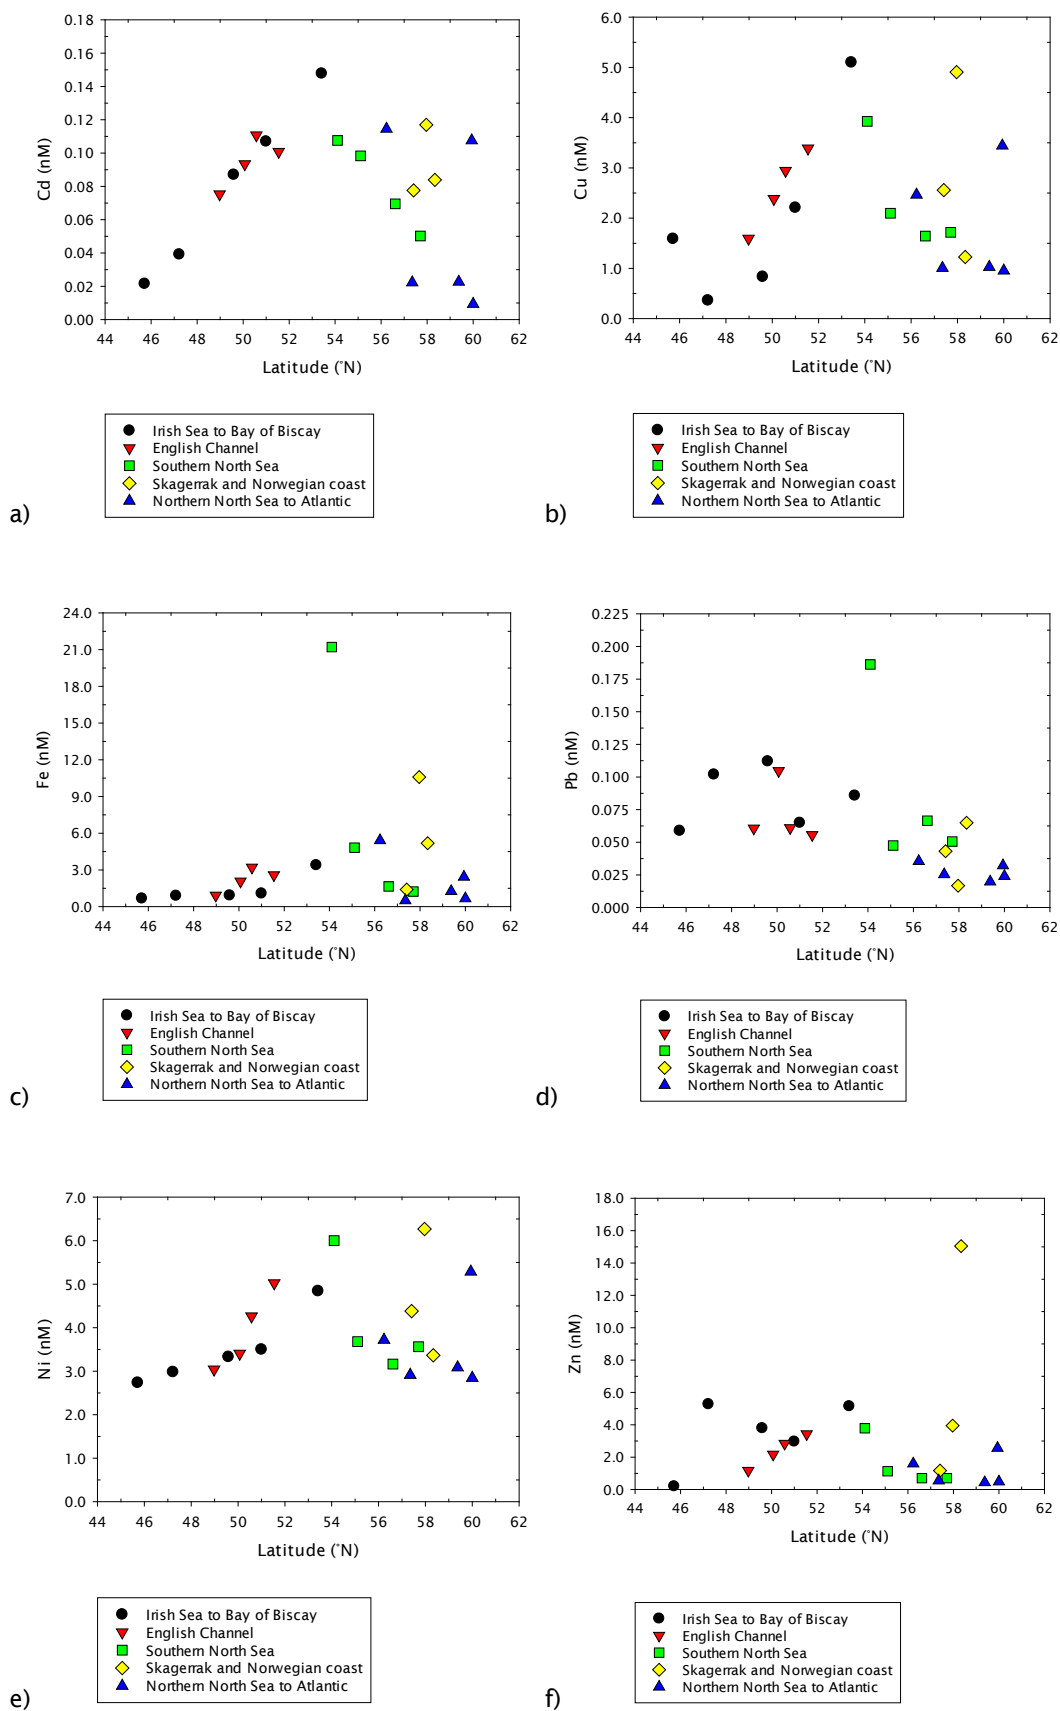 0.18
0.16
0.14
0.12
0.10
0.08
0.06
0.04
0.02
0.00
Cd (nM)
44 46 48 50 52 54 56 58 60 62
Latitude (°N)
Irish Sea to Bay of Biscay
English Channel
Southern North Sea
Skagerrak and Norwegian coast
Northern North Sea to Atlantic
a)
6.0
5.0
4.0
3.0
2.0
1.0
0.0
Cu (nM)
44 46 48 50 52 54 56 58 60 62
Latitude (°N)
Irish Sea to Bay of Biscay
English Channel
Southern North Sea
Skagerrak and Norwegian coast
Northern North Sea to Atlantic
b)
24.0
21.0
18.0
15.0
12.0
9.0
6.0
3.0
0.0
Fe (nM)
44 46 48 50 52 54 56 58 60 62
Latitude (°N)
Irish Sea to Bay of Biscay
English Channel
Southern North Sea
Skagerrak and Norwegian coast
Northern North Sea to Atlantic
c)
0.225
0.200
0.175
0.150
0.125
0.100
0.075
0.050
0.025
0.000
Pb (nM)
44 46 48 50 52 54 56 58 60 62
Latitude (°N)
Irish Sea to Bay of Biscay
English Channel
Southern North Sea
Skagerrak and Norwegian coast
Northern North Sea to Atlantic
d)
7.0
6.0
5.0
4.0
3.0
2.0
1.0
0.0
Ni (nM)
44 46 48 50 52 54 56 58 60 62
Latitude (°N)
Irish Sea to Bay of Biscay
English Channel
Southern North Sea
Skagerrak and Norwegian coast
Northern North Sea to Atlantic
e)
18.0
16.0
14.0
12.0
10.0
8.0
6.0
4.0
2.0
0.0
Zn (nM)
44 46 48 50 52 54 56 58 60 62
Latitude (°N)
Irish Sea to Bay of Biscay
English Channel
Southern North Sea
Skagerrak and Norwegian coast
Northern North Sea to Atlantic
f)